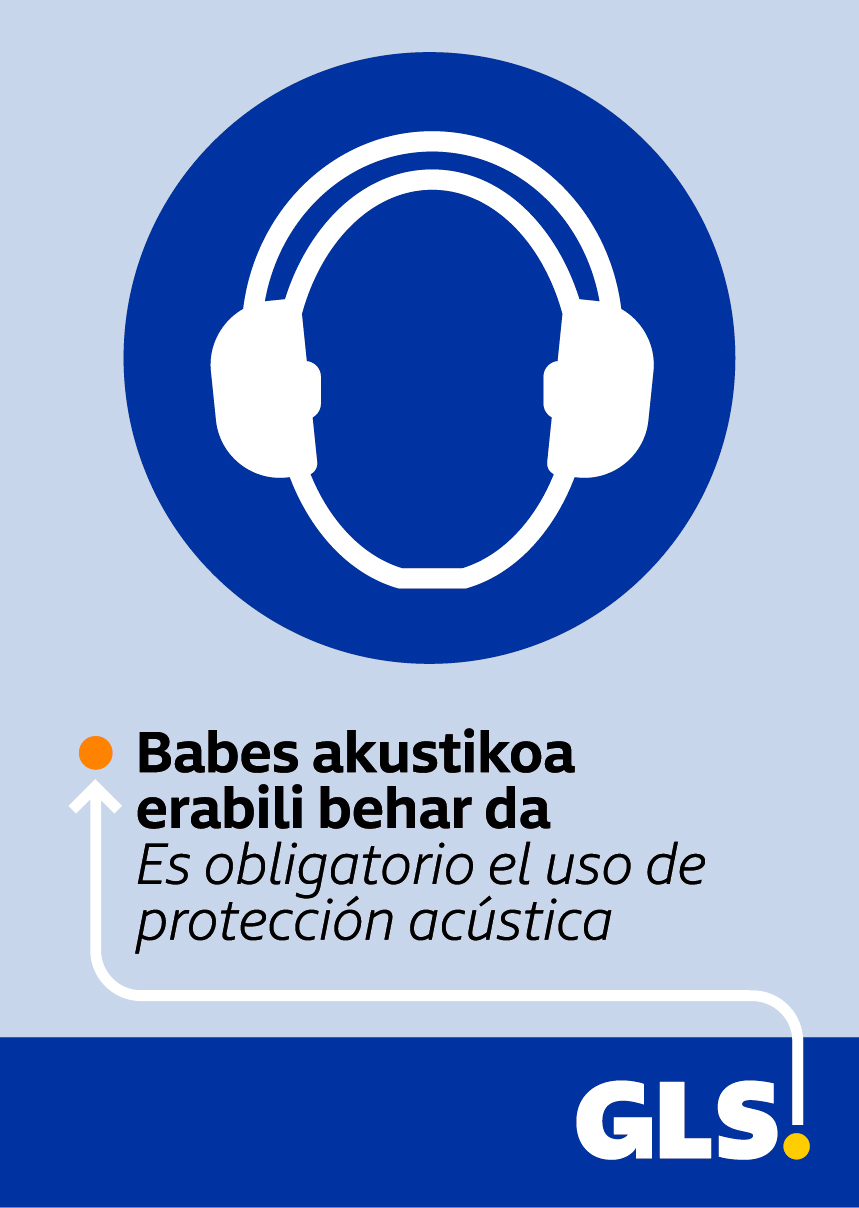 Babes akustikoa
erabili behar da
Es obligatorio el uso de
protección acústica
GLS.